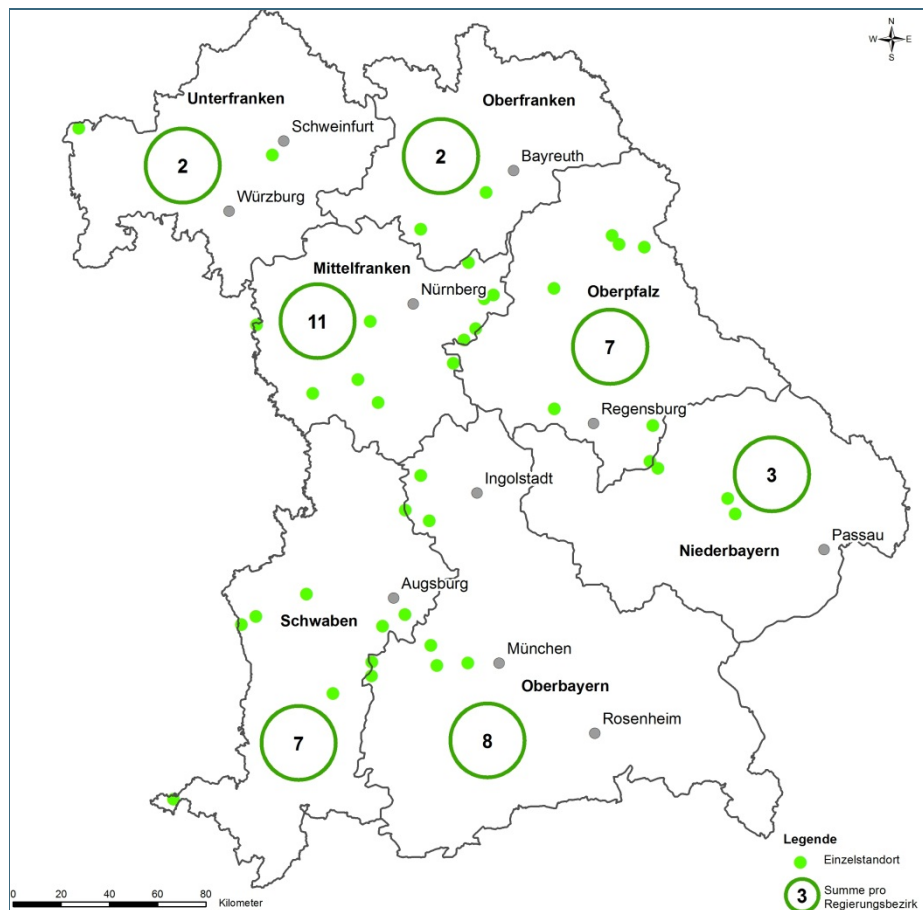 N
W E
S
Unterfranken
Oberfranken
Schweinfurt
2
2
Bayreuth
Würzburg
Mittelfranken
Nürnberg
Oberpfalz
11
7
Regensburg
Ingolstadt
3
Passau
Niederbayern
Augsburg
Schwaben
München
Oberbayern
Rosenheim
7
8
Legende
Einzelstandort
3
Summe pro
Regierungsbezirk
0 20 40 60 80
Kilometer